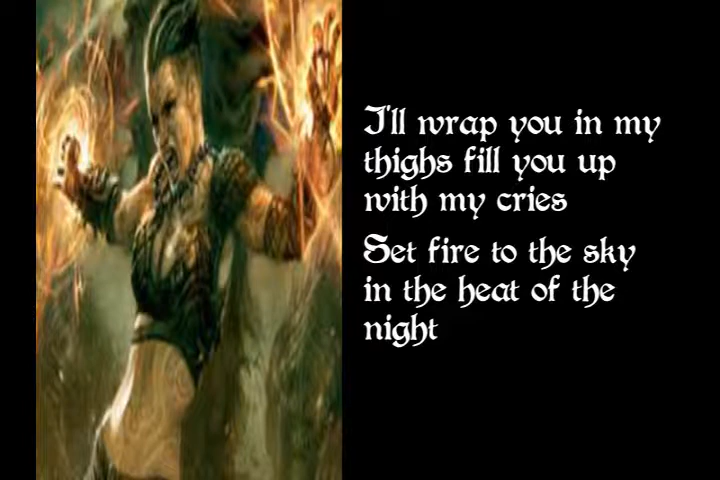 I'll wrap you in my
thighs fill you up
with my cries
Set fire to the sky
in the heat of the
night